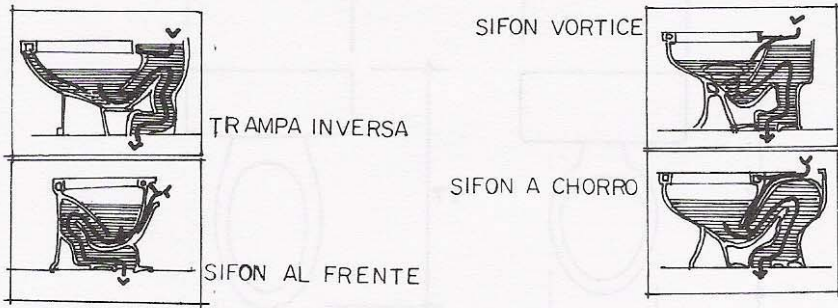 SIFON VORTICE
TRAMPA INVERSA
SIFON A CHORRO
SIFON AL FRENTE